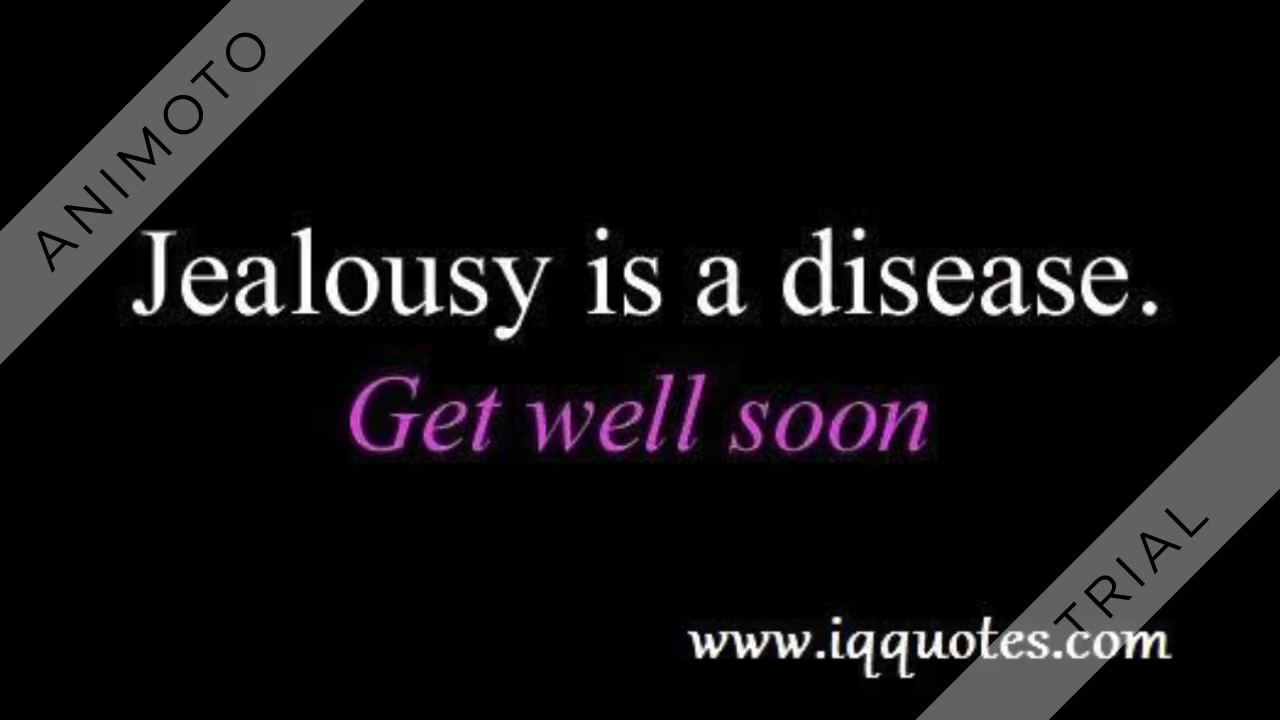 ANIMOTO
Jealousy is a disease.
Get well soon
TRIAL
www.iqquotes.com